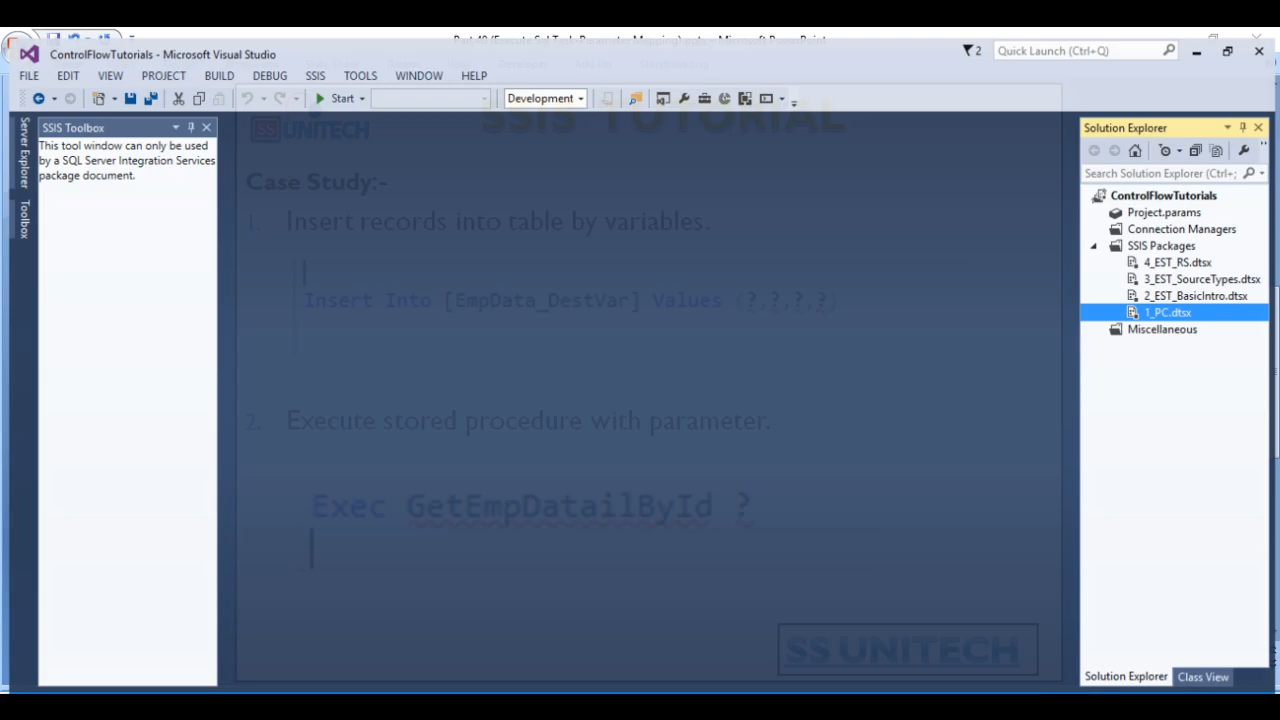 ControlFlowTutorials - Microsoft Visual Studio
2
Quick Launch (Ctrl+Q)
FILE EDIT VIEW PROJECT BUILD DEBUG SSIS TOOLS WINDOW HELP
Start
Development
Server Explorer
Toolbox
SSIS Toolbox
This tool window can only be used
by a SQL Server Integration Services
package document.
SSIS TUTORIAL
SS UNITECH
Case Study:-
1. Insert records into table by variables.
Insert Into [EmpData_DestVar] Values (?,?,?,?)
2. Execute stored procedure with parameter.
Exec GetEmpDatailById ?
SS UNITECH
Solution Explorer
Search Solution Explorer (Ctrl+;
ControlFlowTutorials
Project.params
Connection Managers
SSIS Packages
4_EST_RS.dtsx
3_EST_SourceTypes.dtsx
2_EST_BasicIntro.dtsx
1_PC.dtsx
Miscellaneous
Solution Explorer Class View